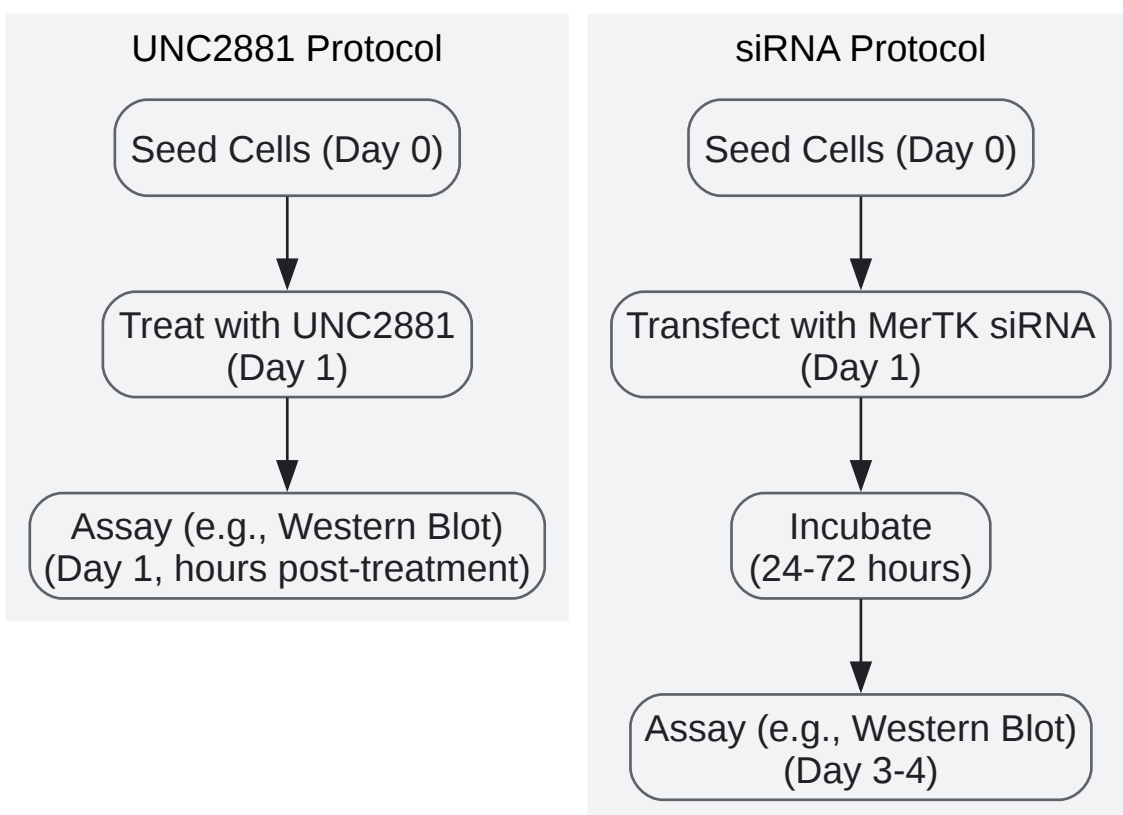 UNC2881 Protocol
Seed Cells (Day 0)
Treat with UNC2881
(Day 1)
Assay (e.g., Western Blot)
(Day 1, hours post-treatment)
siRNA Protocol
Seed Cells (Day 0)
Transfect with MerTK siRNA
(Day 1)
Incubate
(24-72 hours)
Assay (e.g., Western Blot)
(Day 3-4)